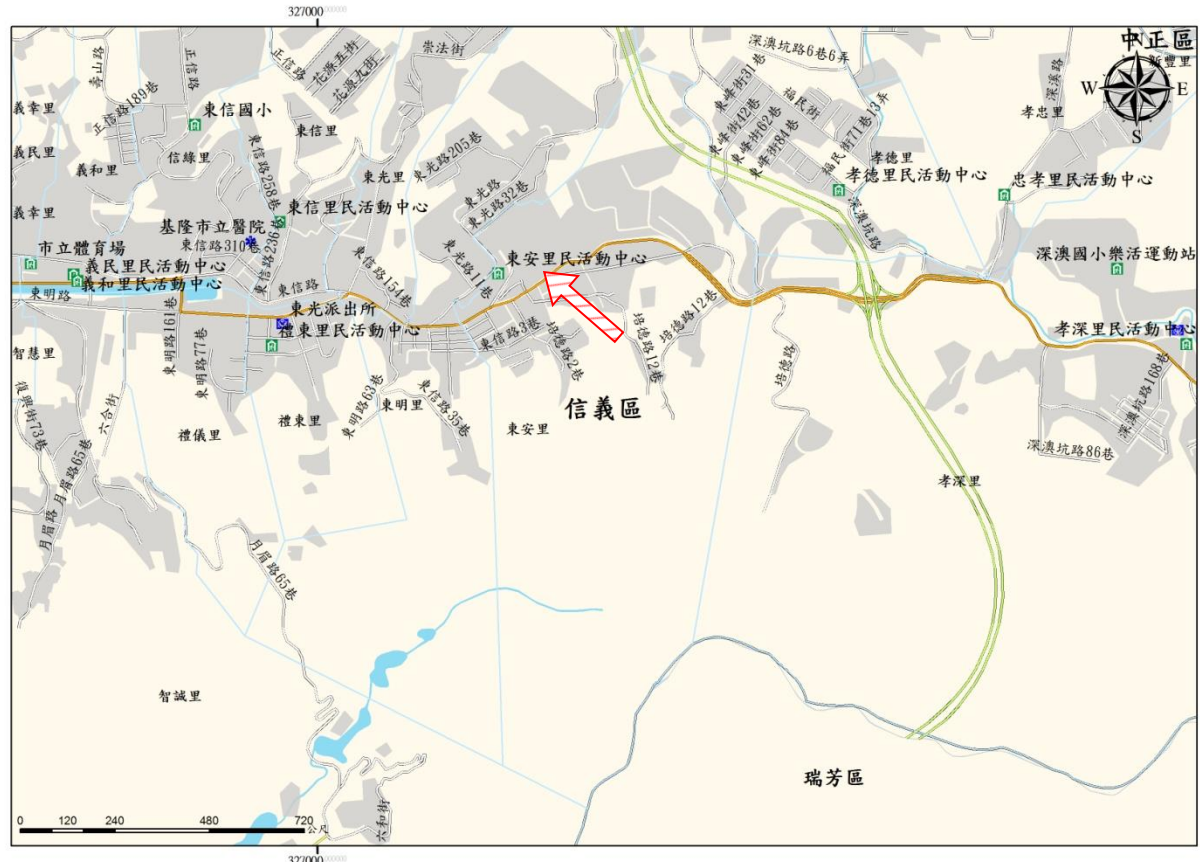 327000
中正區
新豐里
N
W
E
S
壽山路
正信路
正信路
花源五街
花源九街
崇法街
深澳坑路6巷6弄
深溪路
正信路189巷
東峰街31巷
東峰街42巷
東峰街62巷
東峰街84巷
福民街
福民街71巷13弄
孝忠里
義幸里
東信國小
東信里
義民里
信綠里
義和里
東光里
東光路205巷
東光路
東光路32巷
孝德里
孝德里民活動中心
忠孝里民活動中心
東信路258巷
義幸里
東信里民活動中心
基隆市立醫院
東信路310巷
東信路236巷
深澳坑路
市立體育場
義民里民活動中心
義和里民活動中心
東明路
東信路
東信路154巷
東光路11巷
東安里民活動中心
深澳國小樂活運動站
東光派出所
禮東里民活動中心
東明路161巷
東明路77巷
東信路3巷
培德路2巷
培德路12巷
培德路12巷
培德路
孝深里民活動中心
智慧里
復興街73巷
六合街
禮儀里
禮東里
東明路63巷
東明里
東信路35巷
東安里
信義區
深澳坑路168巷
深澳坑路86巷
月眉路
月眉路65巷
孝深里
月眉路65巷
智誠里
瑞芳區
六和街
0 120 240 480 720
公尺
327000